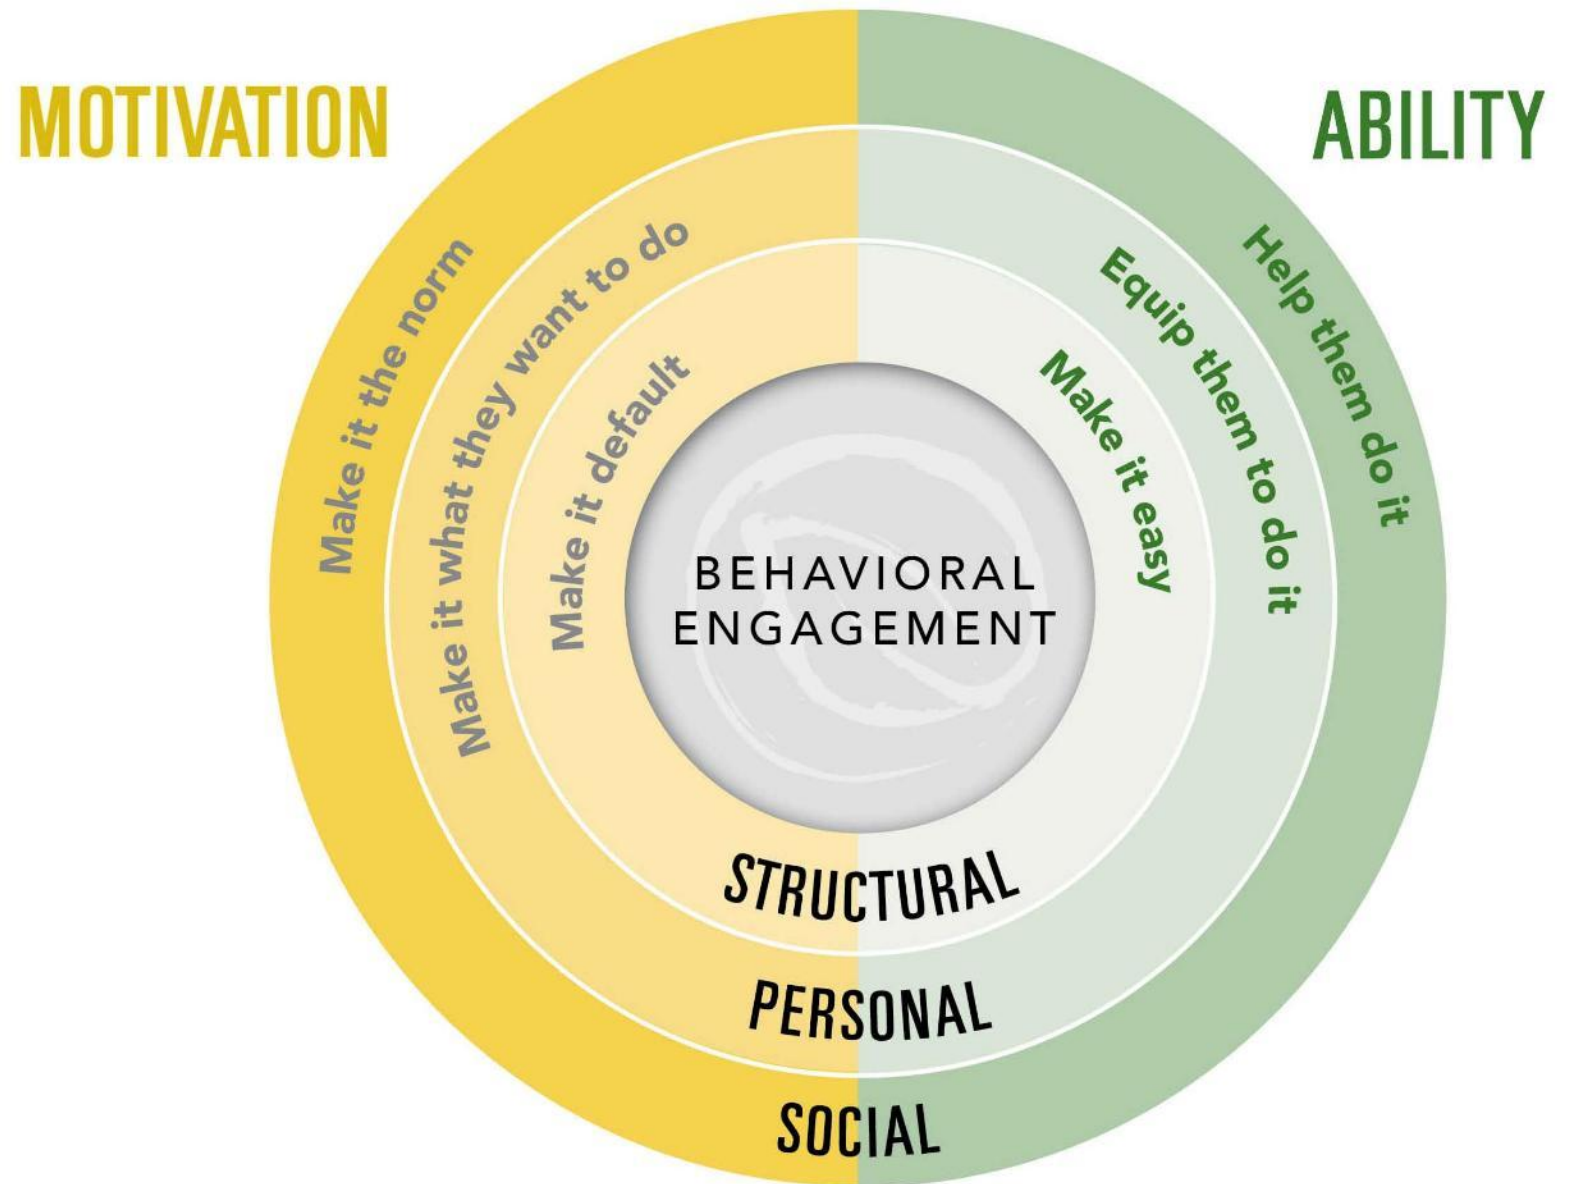 MOTIVATION
ABILITY
Make it the norm
Make it what they want to do
Make it default
Make it easy
Equip them to do it
Help them do it
BEHAVIORAL
ENGAGEMENT
STRUCTURAL
PERSONAL
SOCIAL